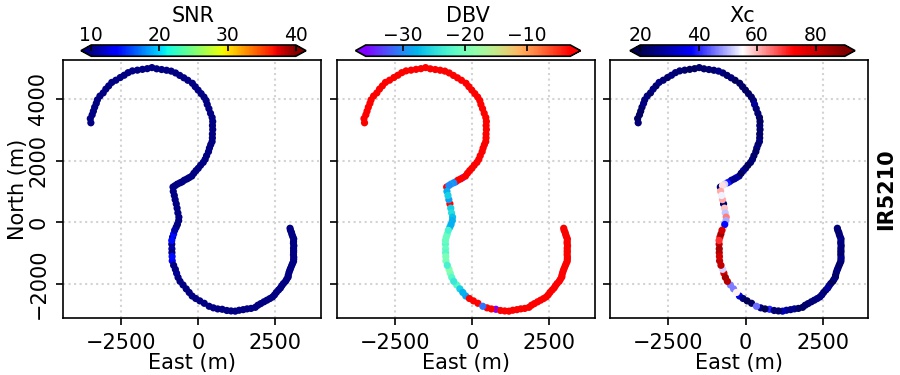 SNR DBV Xc
10 20 30 40 −30 −20 −10 20 40 60 80
4000
2000
0
−2000
North (m)
IR5210
−2500 0 2500 −2500 0 2500 −2500 0 2500
East (m) East (m) East (m)